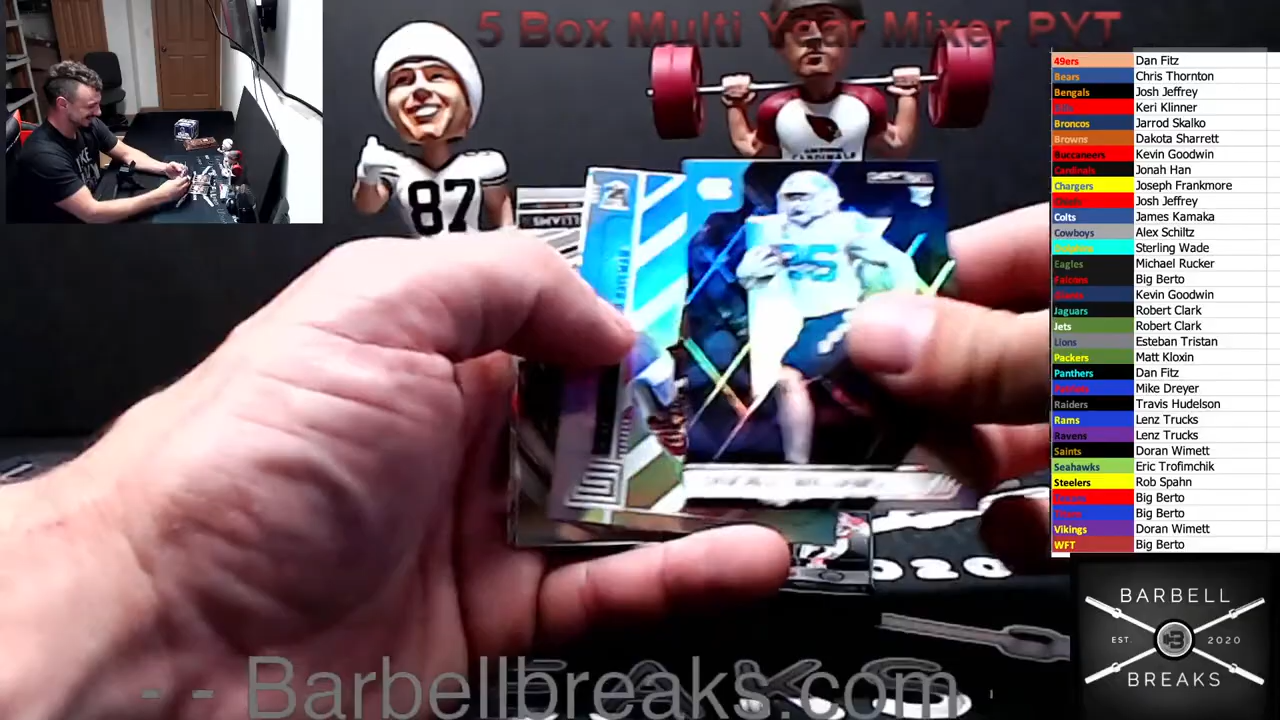 5 Box Multi Year Mixer PYT
49ers Dan Fitz
Bears Chris Thornton
Bengals Josh Jeffrey
Keri Klinner
Broncos Jarrod Skalko
Browns Dakota Sharrett
Buccaneers Kevin Goodwin
Cardinals Jonah Han
Chargers Joseph Frankmore
Chiefs Josh Jeffrey
Colts James Kamaka
Cowboys Alex Schiltz
Dolphins Sterling Wade
Eagles Michael Rucker
Falcons Big Berto
Giants Kevin Goodwin
Jaguars Robert Clark
Jets Robert Clark
Lions Esteban Tristan
Packers Matt Kloxin
Panthers Dan Fitz
Patriots Mike Dreyer
Raiders Travis Hudelson
Rams Lenz Trucks
Ravens Lenz Trucks
Saints Doran Wimett
Seahawks Eric Trofimchik
Steelers Rob Spahn
Texans Big Berto
Titans Big Berto
Vikings Doran Wimett
WFT Big Berto
87
CARDINALS
WILLIAMS
25
2020
BARBELL
EST. 2020
BREAKS
- - Barbellbreaks.com